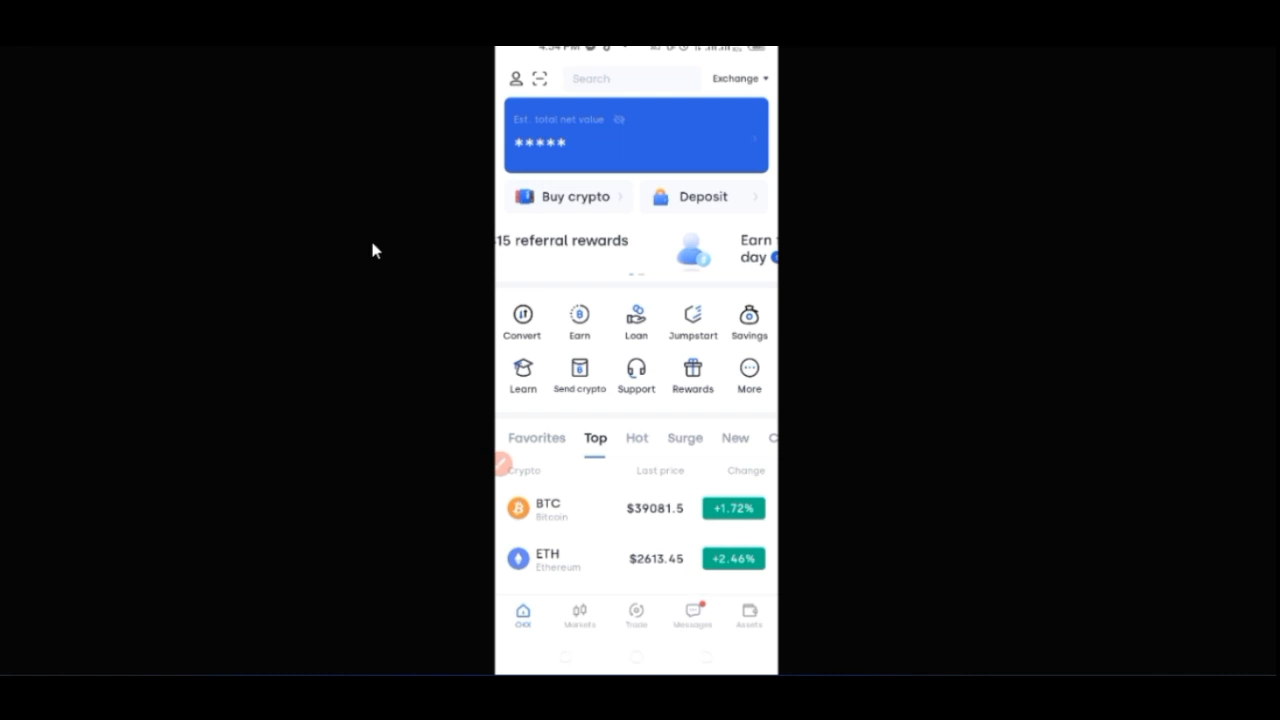 Search Exchange
Est. total net value
*****
Buy crypto Deposit
15 referral rewards Earn
day
Convert Earn Loan Jumpstart Savings
Learn Send crypto Support Rewards More
Favorites Top Hot Surge New
Crypto Last price Change
BTC $39081.5 +1.72%
Bitcoin
ETH $2613.45 +2.46%
Ethereum
OKX Markets Trade Messages Assets